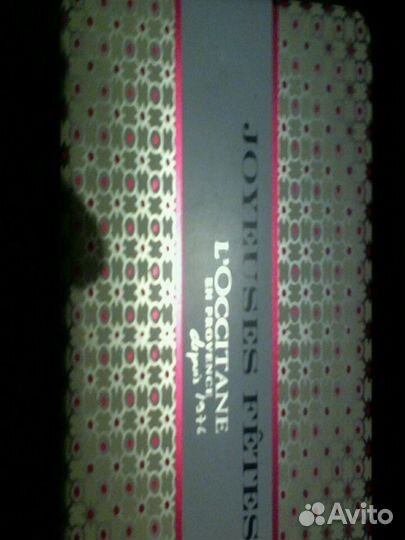 JOYEUSES FÊTES
L'OCCITANE
EN PROVENCE
depuis 1976
Avito